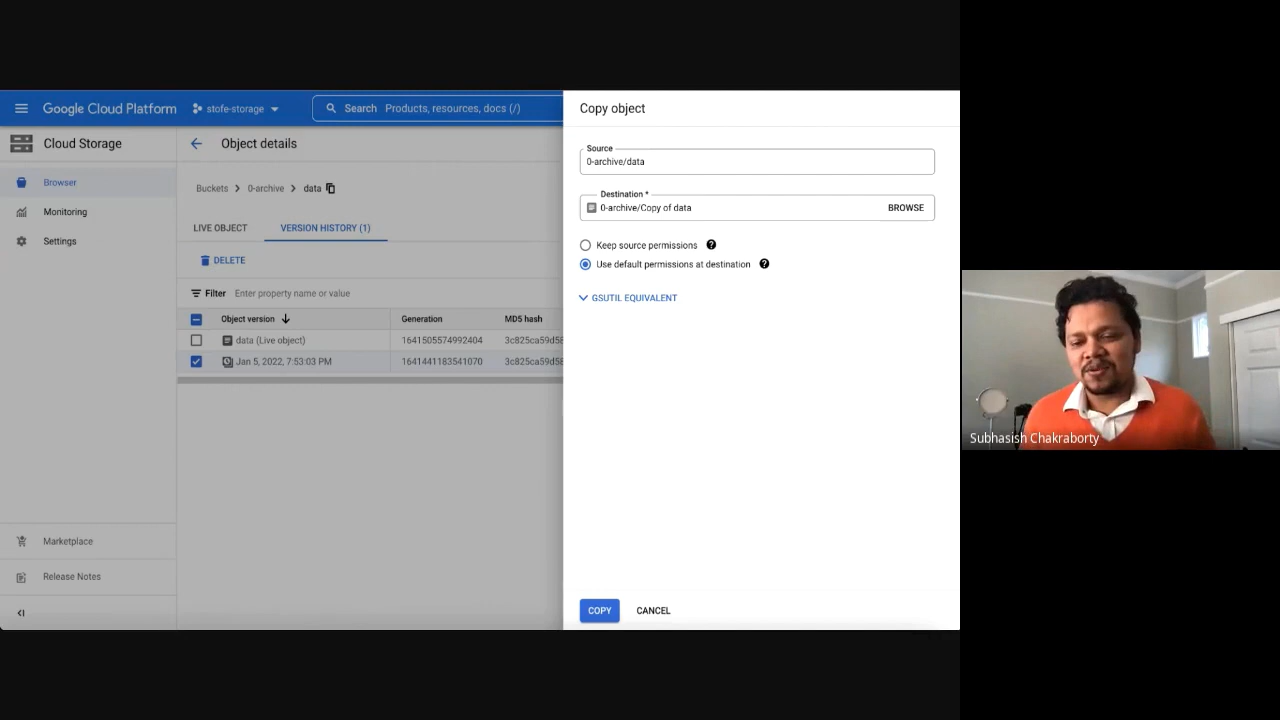 Google Cloud Platform
stofe-storage
Search Products, resources, docs (/)
Cloud Storage
Browser
Monitoring
Settings
Marketplace
Release Notes
Object details
Buckets > 0-archive > data
LIVE OBJECT
VERSION HISTORY (1)
DELETE
Filter Enter property name or value
Object version Generation MD5 hash
data (Live object) 1641505574992404 3c825ca59d58
Jan 5, 2022, 7:53:03 PM 1641441183541070 3c825ca59d58
Copy object
Source
0-archive/data
Destination *
0-archive/Copy of data BROWSE
Keep source permissions
Use default permissions at destination
GSUTIL EQUIVALENT
COPY CANCEL
Subhasish Chakraborty